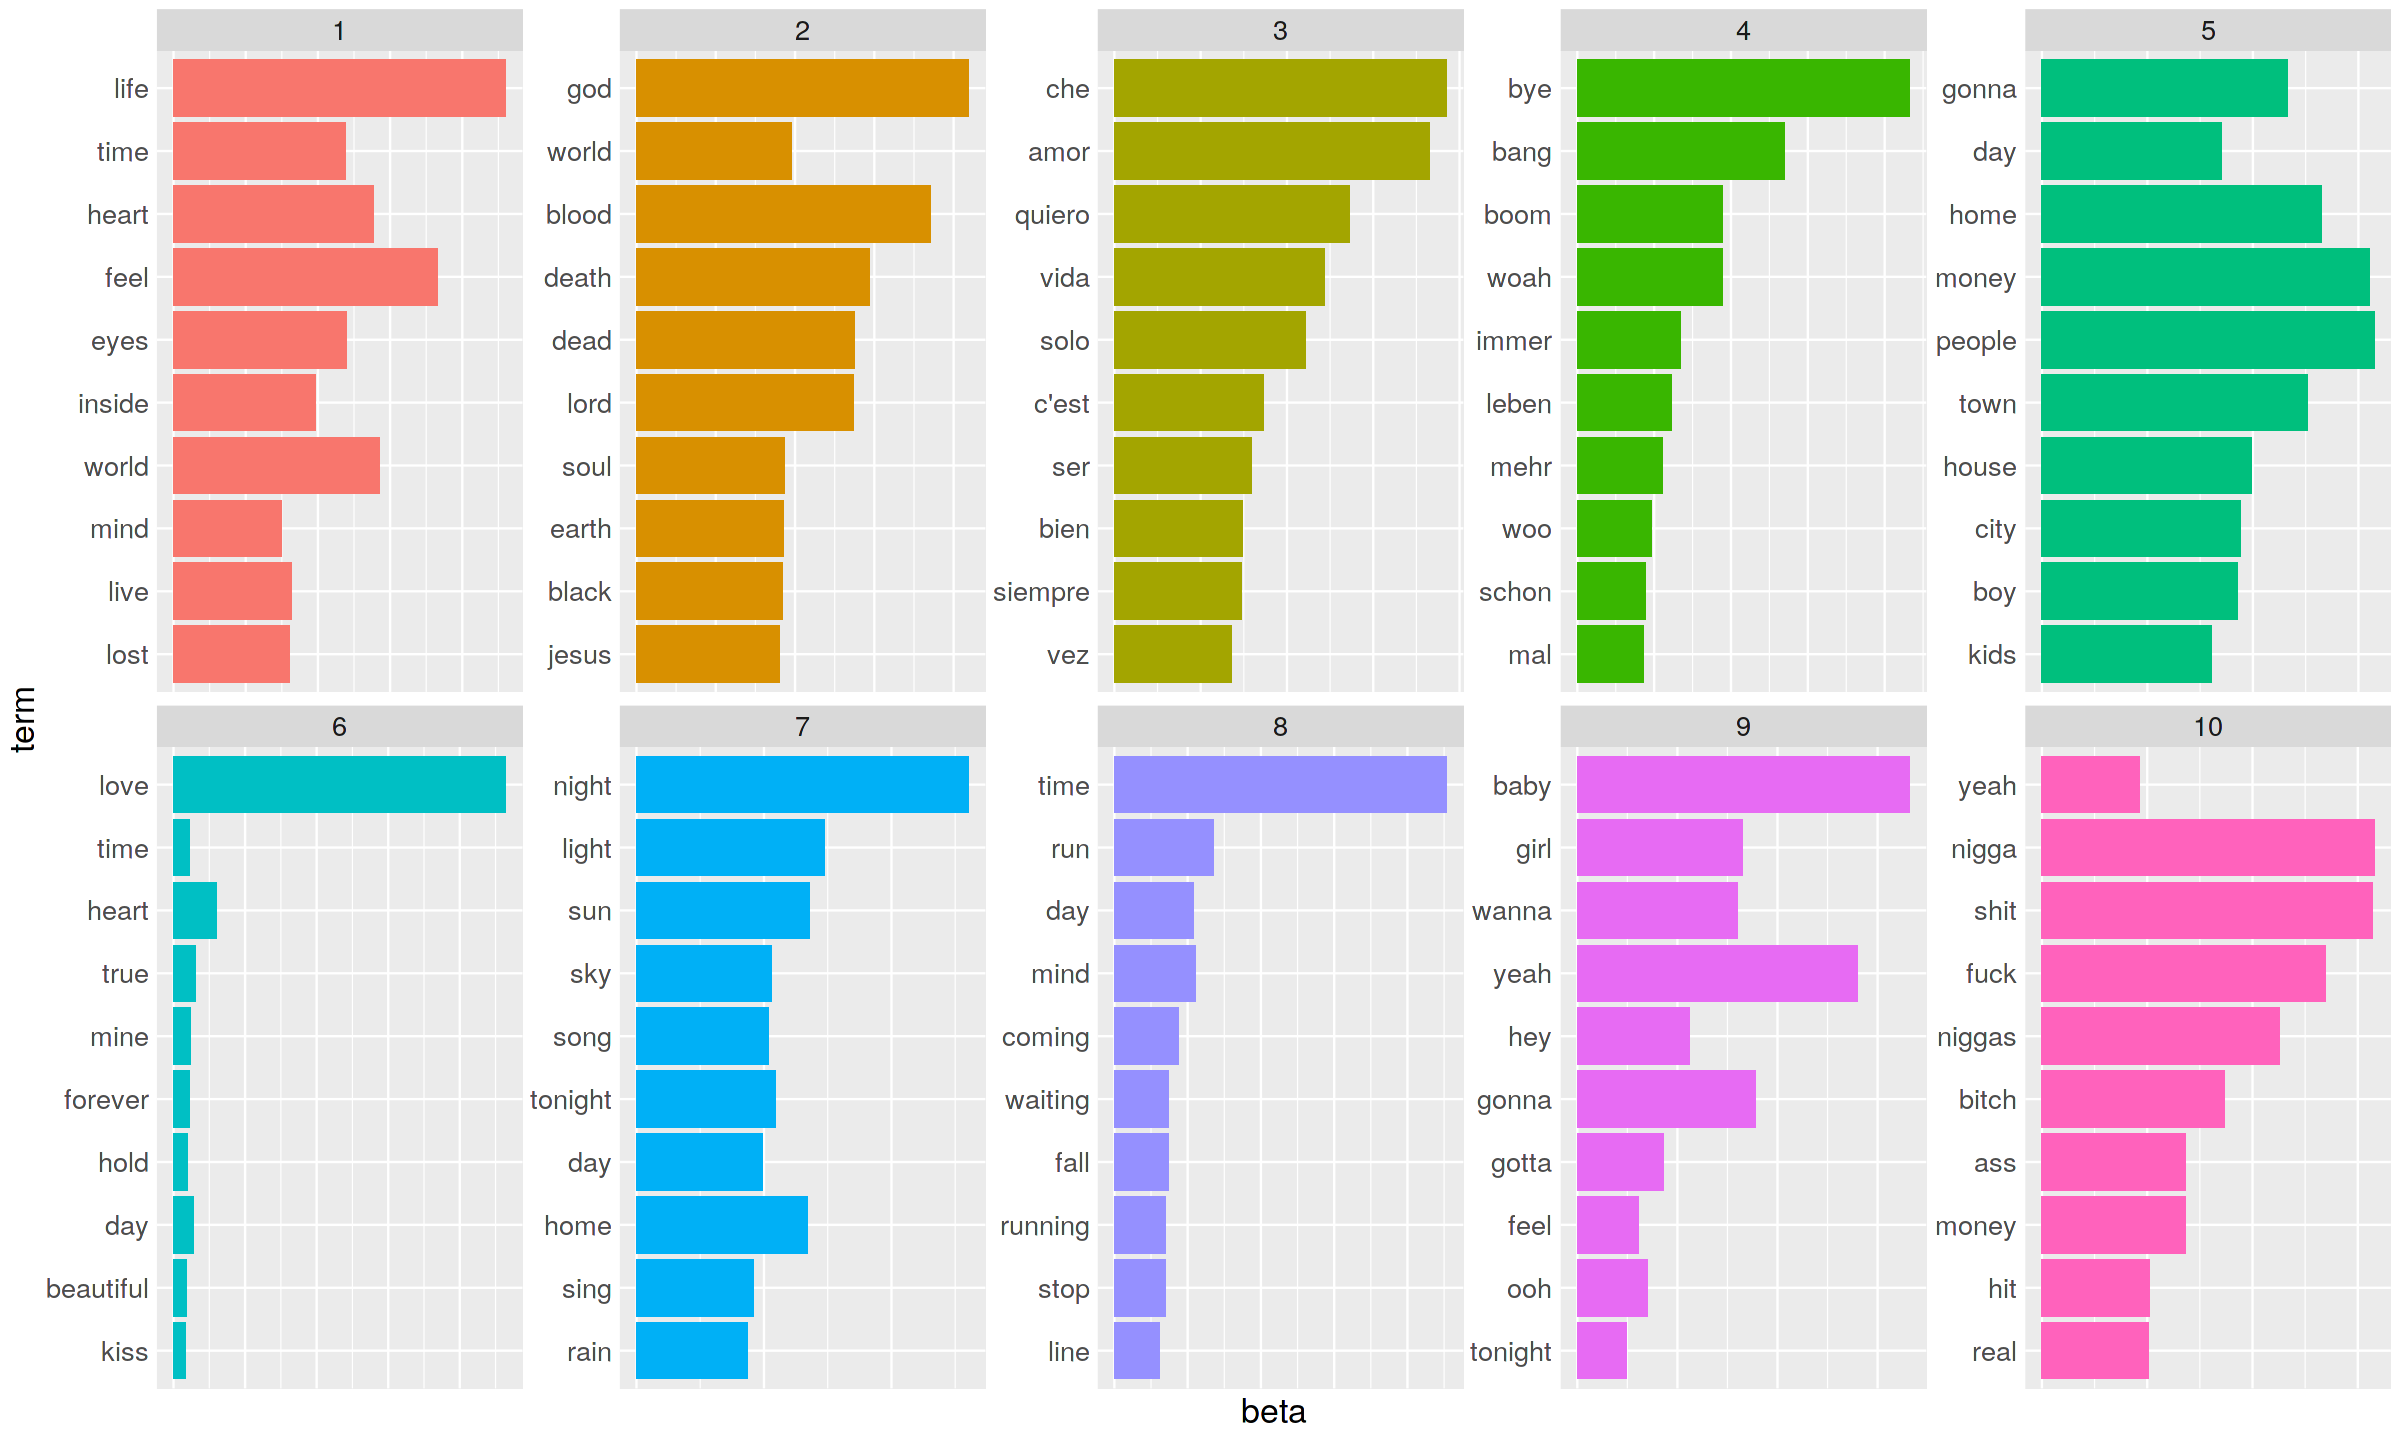 1
life
time
heart
feel
eyes
inside
world
mind
live
lost
2
god
world
blood
death
dead
lord
soul
earth
black
jesus
3
che
amor
quiero
vida
solo
c'est
ser
bien
siempre
vez
4
bye
bang
boom
woah
immer
leben
mehr
woo
schon
mal
5
gonna
day
home
money
people
town
house
city
boy
kids
term
6
love
time
heart
true
mine
forever
hold
day
beautiful
kiss
7
night
light
sun
sky
song
tonight
day
home
sing
rain
8
time
run
day
mind
coming
waiting
fall
running
stop
line
9
baby
girl
wanna
yeah
hey
gonna
gotta
feel
ooh
tonight
10
yeah
nigga
shit
fuck
niggas
bitch
ass
money
hit
real
beta